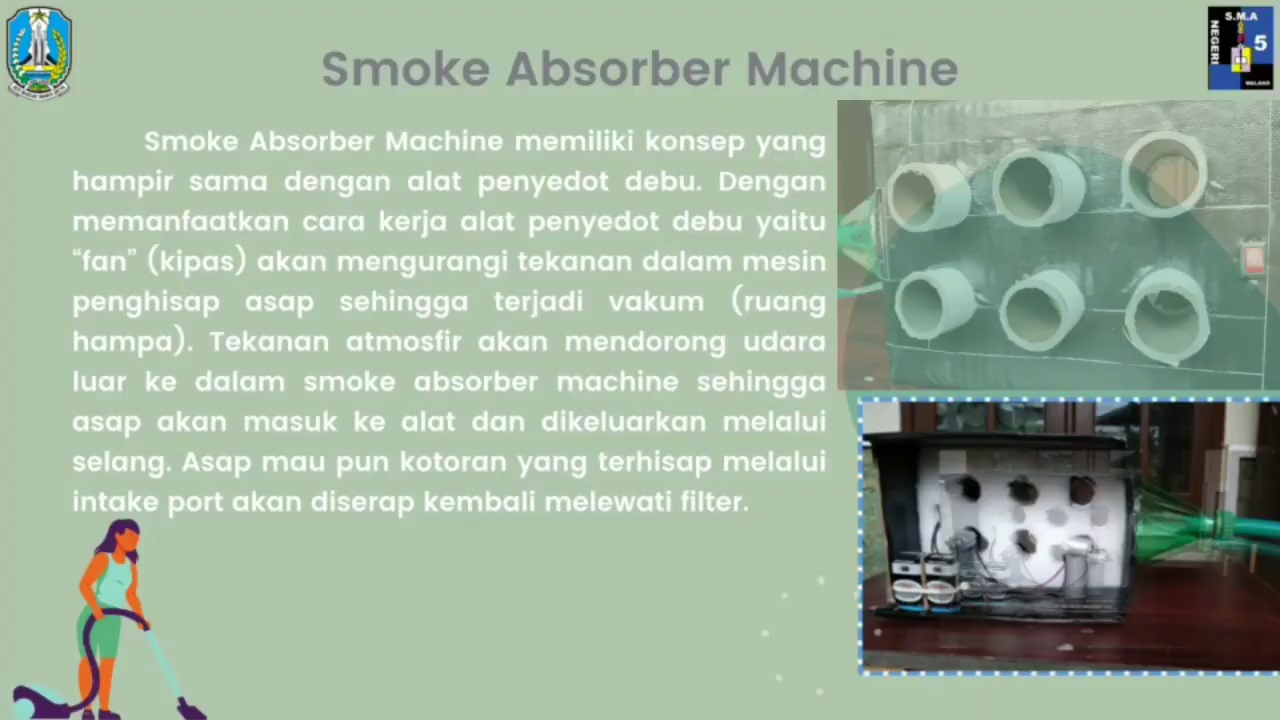 S.M.A
NEGERI
5
MALANG
Smoke Absorber Machine
Smoke Absorber Machine memiliki konsep yang
hampir sama dengan alat penyedot debu. Dengan
memanfaatkan cara kerja alat penyedot debu yaitu
“fan” (kipas) akan mengurangi tekanan dalam mesin
penghisap asap sehingga terjadi vakum (ruang
hampa). Tekanan atmosfir akan mendorong udara
luar ke dalam smoke absorber machine sehingga
asap akan masuk ke alat dan dikeluarkan melalui
selang. Asap mau pun kotoran yang terhisap melalui
intake port akan diserap kembali melewati filter.